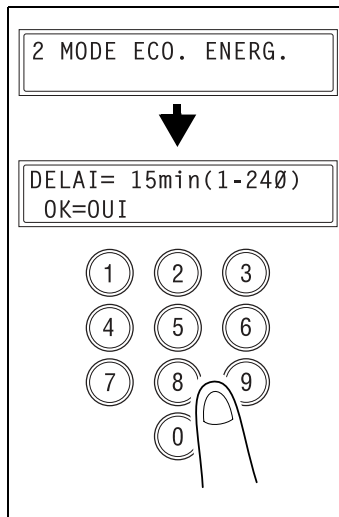 2 MODE ECO. ENERG.
DELAI= 15min(1-240)
OK=OUI
1 2 3
4 5 6
7 8 9
0